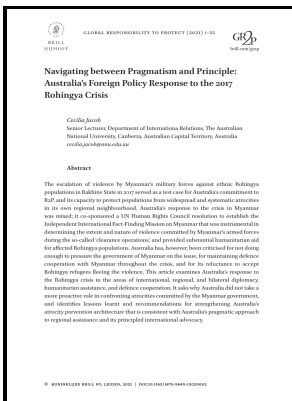 BRILL
NIJHOFF
GLOBAL RESPONSIBILITY TO PROTECT (2021) 1-52
GR2P
brill.com/gr2p
Navigating between Pragmatism and Principle:
Australia's Foreign Policy Response to the 2017
Rohingya Crisis
Cecilia Jacob
Senior Lecturer, Department of Internationa Relations, The Australian
National University, Canberra, Australian Capital Territory, Australia
cecilia.jacob@anu.edu.au
Abstract
The escalation of violence by Myanmar's military forces against ethnic Rohingya
populations in Rakhine State in 2017 served as a test case for Australia's commitment to
R2P, and its capacity to protect populations from widespread and systematic atrocities
in its own regional neighbourhood. Australia's response to the crisis in Myanmar
was mixed; it co-sponsored a UN Human Rights Council resolution to establish the
Independent International Fact-Finding Mission on Myanmar that was instrumental in
determining the extent and nature of violence committed by Myanmar's armed forces
during the so-called 'clearance operations', and provided substantial humanitarian aid
for affected Rohingya populations. Australia has, however, been criticised for not doing
enough to pressure the government of Myanmar on the issue, for maintaining defence
cooperation with Myanmar throughout the crisis, and for its reluctance to accept
Rohingya refugees fleeing the violence. This article examines Australia's response to
the Rohingya crisis in the areas of international, regional, and bilateral diplomacy,
humanitarian assistance, and defence cooperation. It asks why Australia did not take a
more proactive role in confronting atrocities committed by the Myanmar government,
and identifies lessons learnt and recommendations for strengthening Australia's
atrocity prevention architecture that is consistent with Australia's pragmatic approach
to regional assistance and its principled international advocacy.
© KONINKLIJKE BRILL NV, LEIDEN, 2021 | DOI:10.1163/1875-984X-13020002